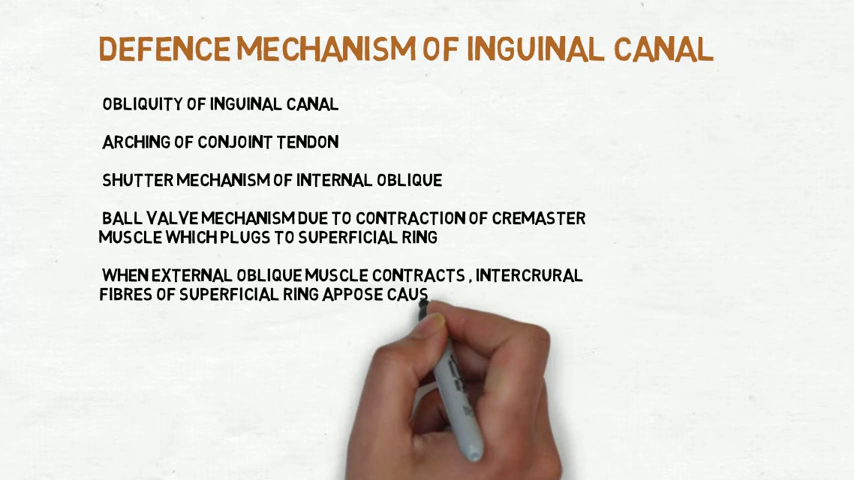 DEFENCE MECHANISM OF INGUINAL CANAL
OBLIQUITY OF INGUINAL CANAL
ARCHING OF CONJOINT TENDON
SHUTTER MECHANISM OF INTERNAL OBLIQUE
BALL VALVE MECHANISM DUE TO CONTRACTION OF CREMASTER
MUSCLE WHICH PLUGS TO SUPERFICIAL RING
WHEN EXTERNAL OBLIQUE MUSCLE CONTRACTS , INTERCRURAL
FIBRES OF SUPERFICIAL RING APPOSE CAUS